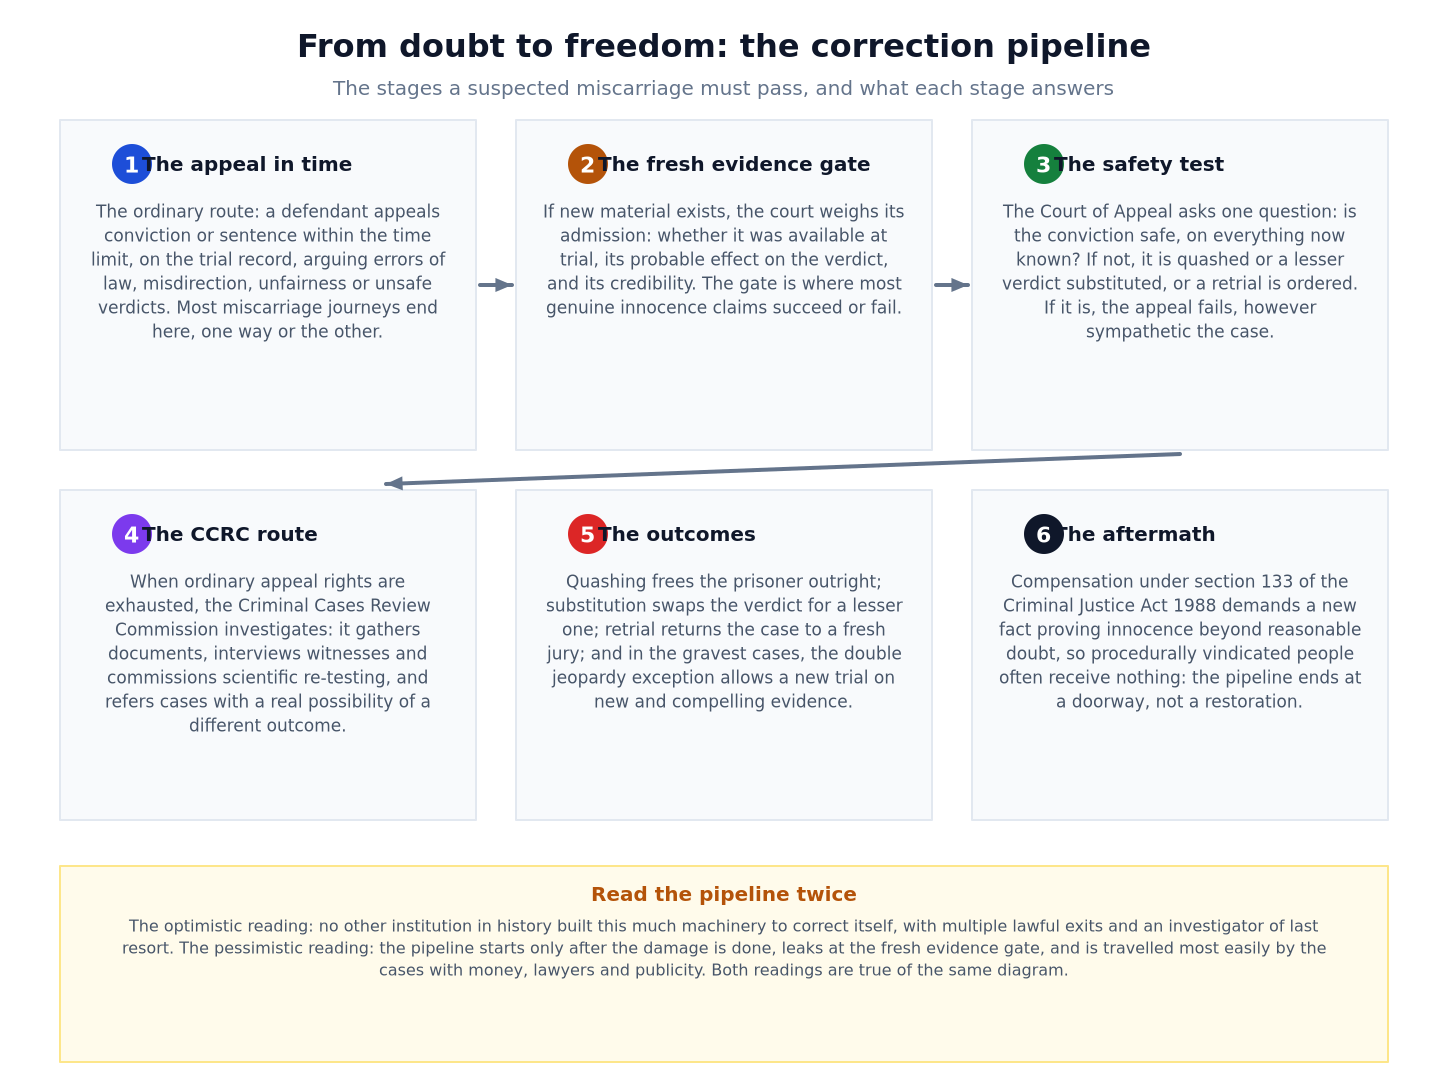 From doubt to freedom: the correction pipeline
The stages a suspected miscarriage must pass, and what each stage answers
1 The appeal in time
The ordinary route: a defendant appeals
conviction or sentence within the time
limit, on the trial record, arguing errors of
law, misdirection, unfairness or unsafe
verdicts. Most miscarriage journeys end
here, one way or the other.
2 The fresh evidence gate
If new material exists, the court weighs its
admission: whether it was available at
trial, its probable effect on the verdict,
and its credibility. The gate is where most
genuine innocence claims succeed or fail.
3 The safety test
The Court of Appeal asks one question: is
the conviction safe, on everything now
known? If not, it is quashed or a lesser
verdict substituted, or a retrial is ordered.
If it is, the appeal fails, however
sympathetic the case.
4 The CCRC route
When ordinary appeal rights are
exhausted, the Criminal Cases Review
Commission investigates: it gathers
documents, interviews witnesses and
commissions scientific re-testing, and
refers cases with a real possibility of a
different outcome.
5 The outcomes
Quashing frees the prisoner outright;
substitution swaps the verdict for a lesser
one; retrial returns the case to a fresh
jury; and in the gravest cases, the double
jeopardy exception allows a new trial on
new and compelling evidence.
6 The aftermath
Compensation under section 133 of the
Criminal Justice Act 1988 demands a new
fact proving innocence beyond reasonable
doubt, so procedurally vindicated people
often receive nothing: the pipeline ends at
a doorway, not a restoration.
Read the pipeline twice
The optimistic reading: no other institution in history built this much machinery to correct itself, with multiple lawful exits and an investigator of last
resort. The pessimistic reading: the pipeline starts only after the damage is done, leaks at the fresh evidence gate, and is travelled most easily by the
cases with money, lawyers and publicity. Both readings are true of the same diagram.